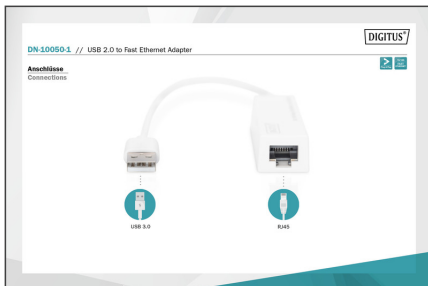 DIGITUS®
DN-10050-1 // USB 2.0 to Fast Ethernet Adapter
Anschlüsse
Connections
USB 3.0
RJ45